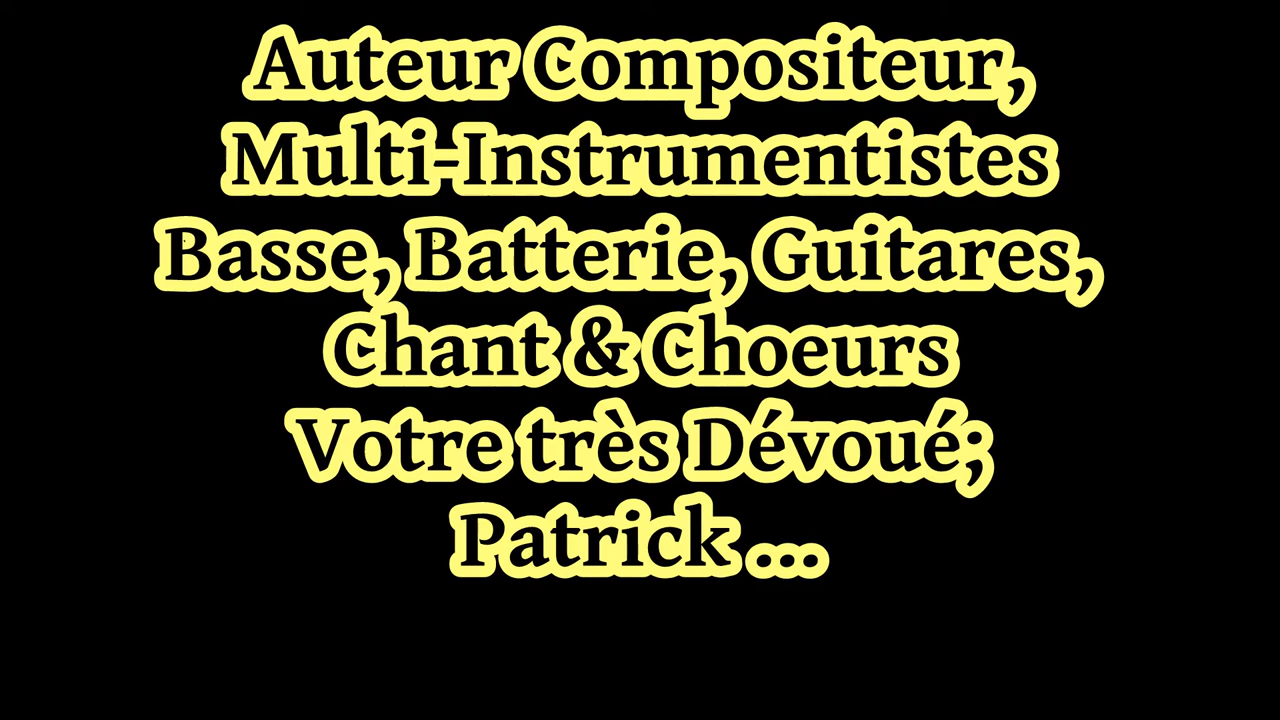 Auteur Compositeur,
Multi-Instrumentistes
Basse, Batterie, Guitares,
Chant & Choeurs
Votre très Dévoué;
Patrick ...